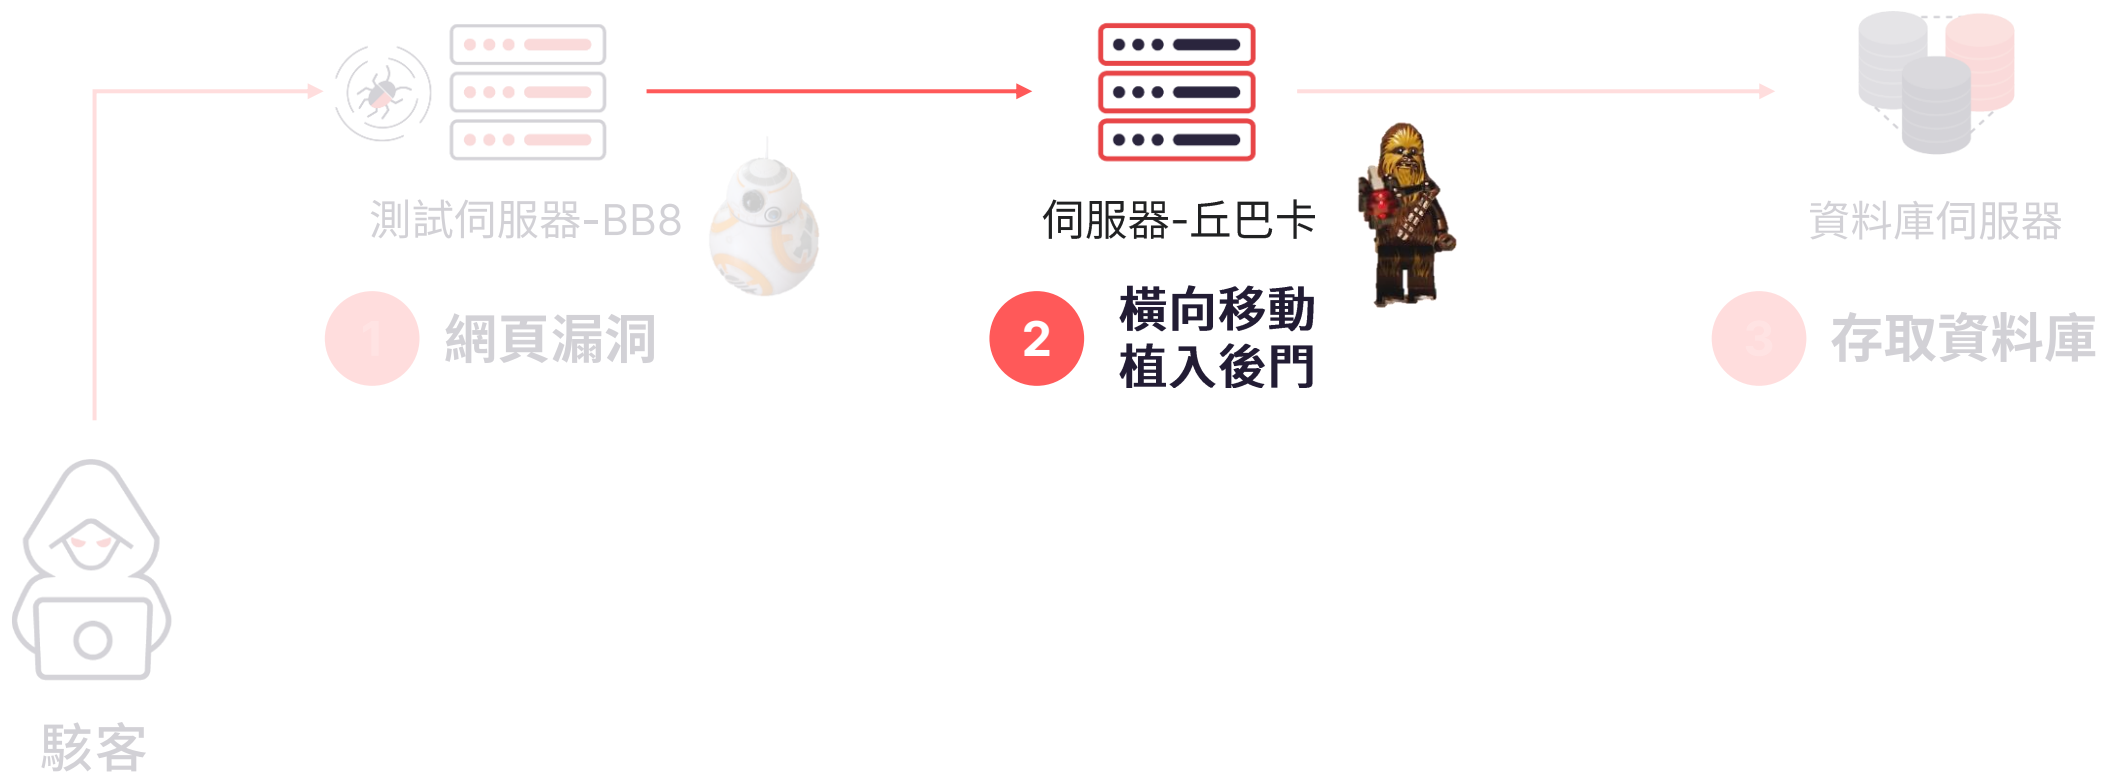 測試伺服器-BB8
伺服器-丘巴卡
資料庫伺服器
1 網頁漏洞
2 橫向移動
植入後門
3 存取資料庫
駭客